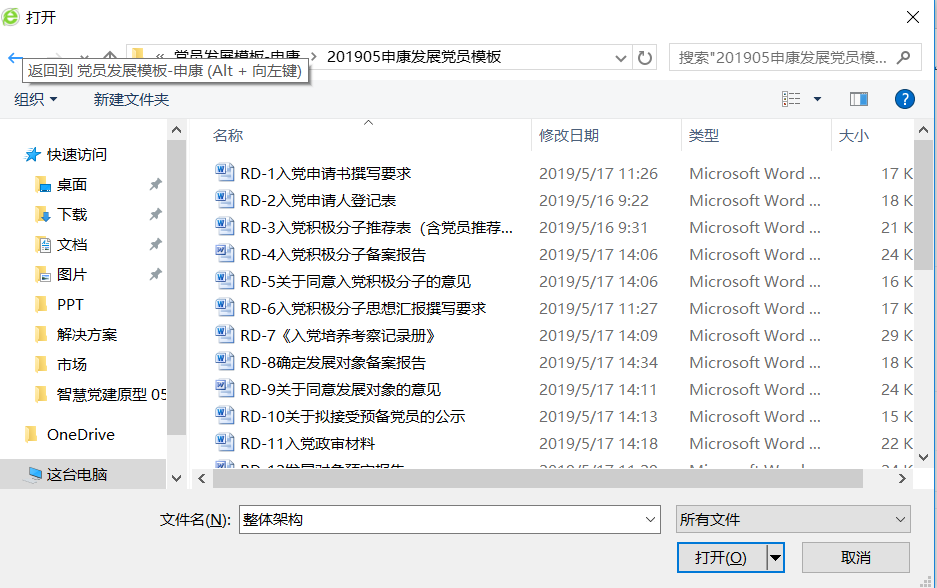 打开
« 党员发展模板-申康 › 201905申康发展党员模板
搜索"201905申康发展党员模...
返回到 党员发展模板-申康 (Alt + 向左键)
组织 新建文件夹
名称 修改日期 类型 大小
快速访问
桌面
下载
文档
图片
PPT
解决方案
市场
智慧党建原型 05
OneDrive
这台电脑
RD-1入党申请书撰写要求 2019/5/17 11:26 Microsoft Word ... 17 K
RD-2入党申请人登记表 2019/5/16 9:22 Microsoft Word ... 18 K
RD-3入党积极分子推荐表（含党员推荐... 2019/5/16 9:31 Microsoft Word ... 21 K
RD-4入党积极分子备案报告 2019/5/17 14:06 Microsoft Word ... 24 K
RD-5关于同意入党积极分子的意见 2019/5/17 14:06 Microsoft Word ... 16 K
RD-6入党积极分子思想汇报撰写要求 2019/5/17 11:27 Microsoft Word ... 17 K
RD-7《入党培养考察记录册》 2019/5/17 14:09 Microsoft Word ... 29 K
RD-8确定发展对象备案报告 2019/5/17 14:34 Microsoft Word ... 18 K
RD-9关于同意发展对象的意见 2019/5/17 14:11 Microsoft Word ... 24 K
RD-10关于拟接受预备党员的公示 2019/5/17 14:13 Microsoft Word ... 15 K
RD-11入党政审材料 2019/5/17 14:18 Microsoft Word ... 22 K
文件名(N): 整体架构 所有文件
打开(O) 取消